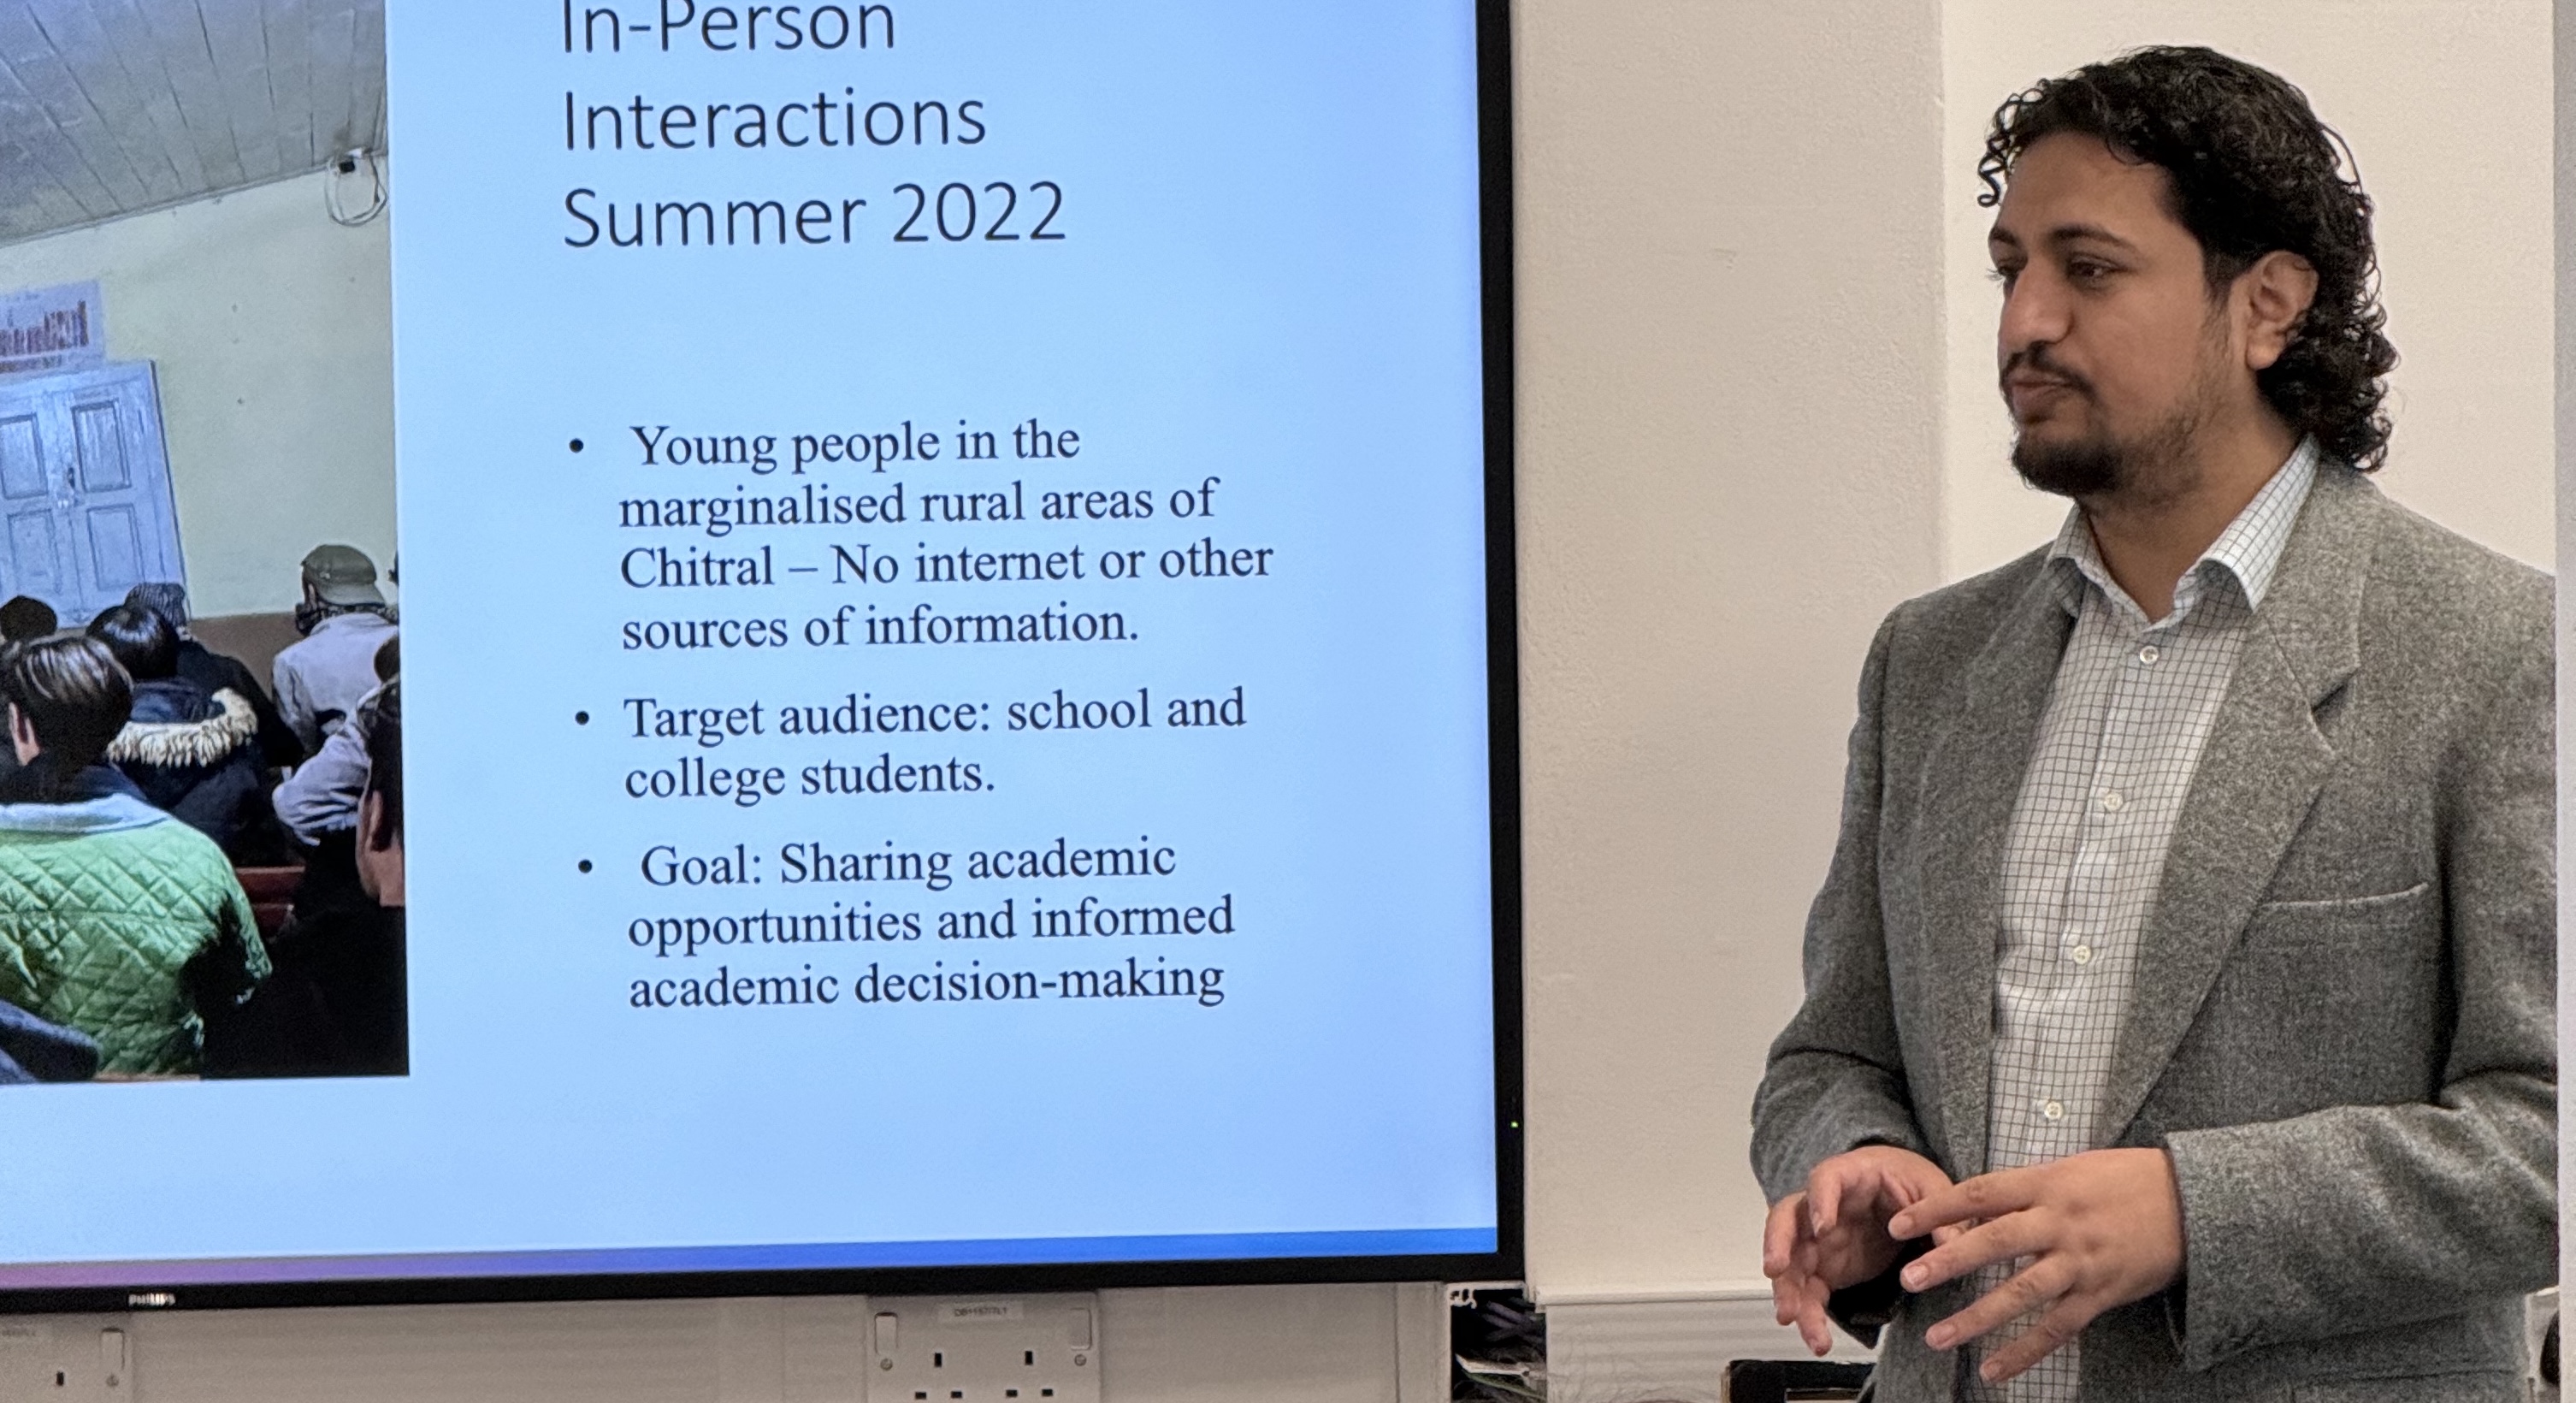 In-Person
Interactions
Summer 2022
• Young people in the
marginalised rural areas of
Chitral – No internet or other
sources of information.
• Target audience: school and
college students.
• Goal: Sharing academic
opportunities and informed
academic decision-making
PHILIPS